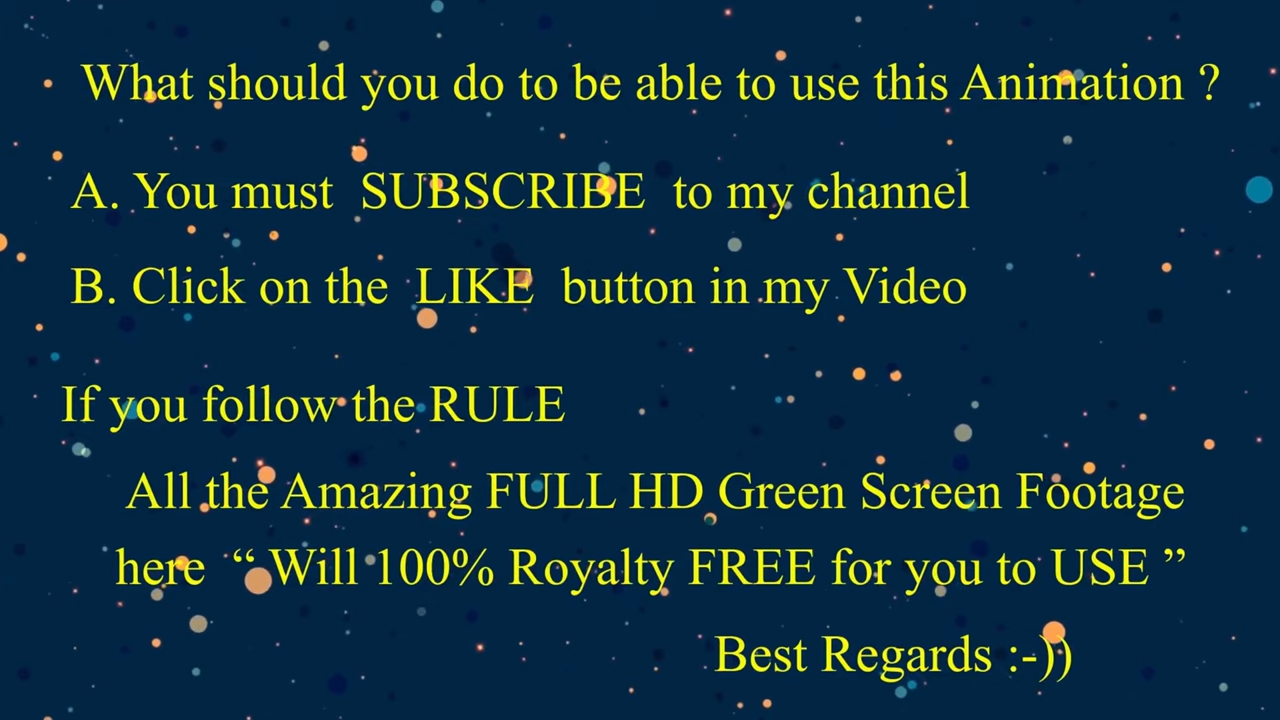 What should you do to be able to use this Animation ?
A. You must SUBSCRIBE to my channel
B. Click on the LIKE button in my Video
If you follow the RULE
All the Amazing FULL HD Green Screen Footage
here “ Will 100% Royalty FREE for you to USE ”
Best Regards :-))